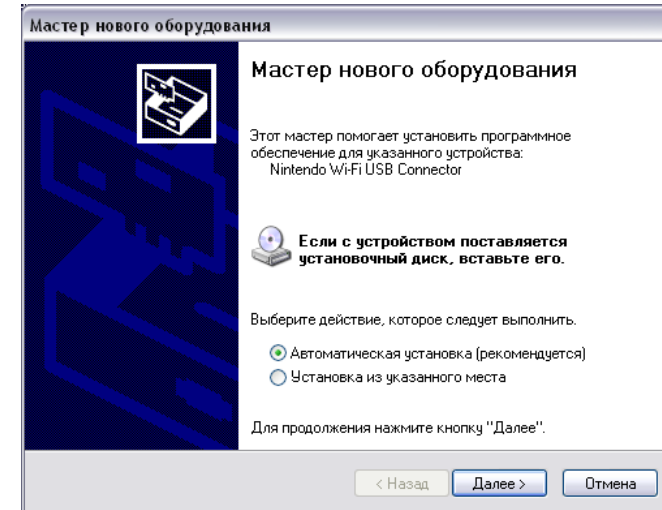 Мастер нового оборудования
Мастер нового оборудования
Этот мастер помогает установить программное
обеспечение для указанного устройства:
Nintendo Wi-Fi USB Connector
Если с устройством поставляется
установочный диск, вставьте его.
Выберите действие, которое следует выполнить.
Автоматическая установка (рекомендуется)
Установка из указанного места
Для продолжения нажмите кнопку "Далее".
< Назад Далее > Отмена